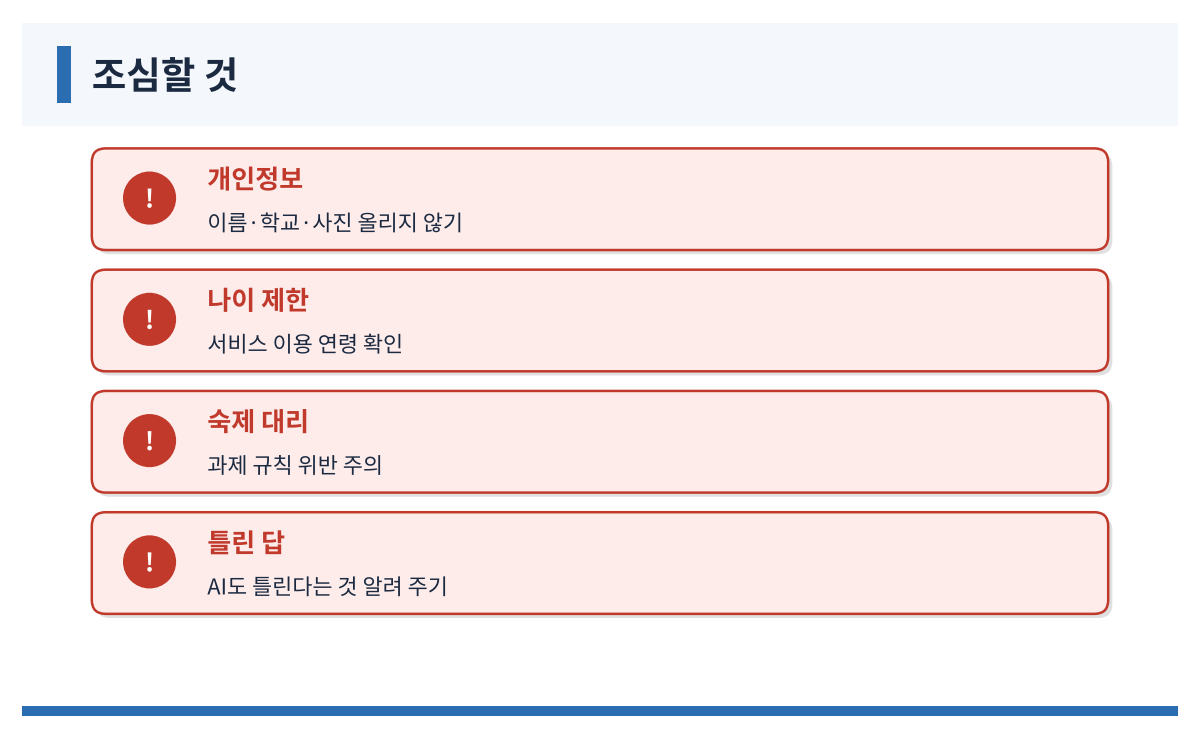 조심할 것
!
개인정보
이름·학교·사진 올리지 않기
!
나이 제한
서비스 이용 연령 확인
!
숙제 대리
과제 규칙 위반 주의
!
틀린 답
AI도 틀린다는 것 알려 주기